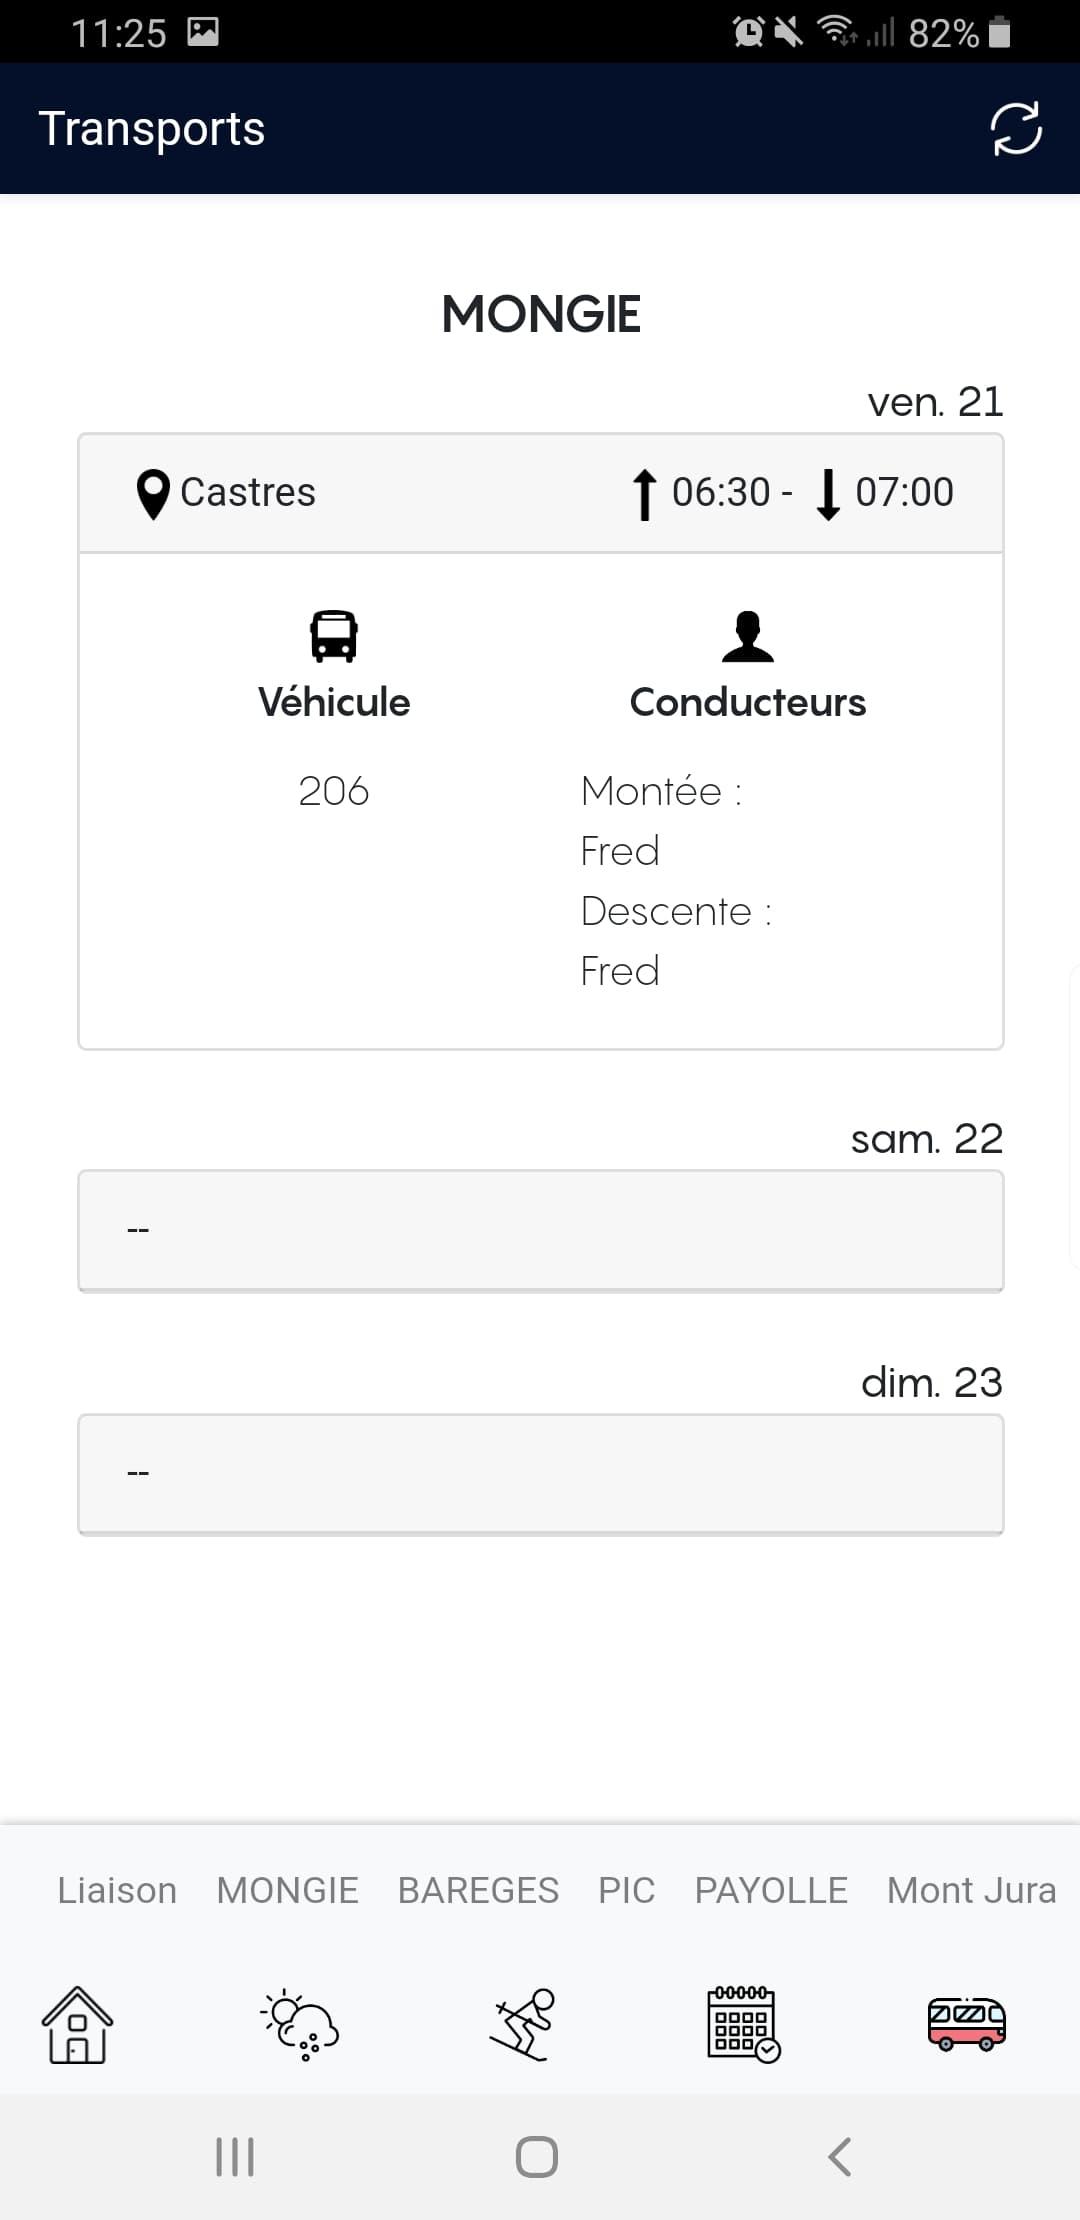 11:25
82%
Transports
MONGIE
ven. 21
Castres
06:30 - 07:00
Véhicule
Conducteurs
206
Montée :
Fred
Descente :
Fred
sam. 22
--
dim. 23
--
Liaison MONGIE BAREGES PIC PAYOLLE Mont Jura